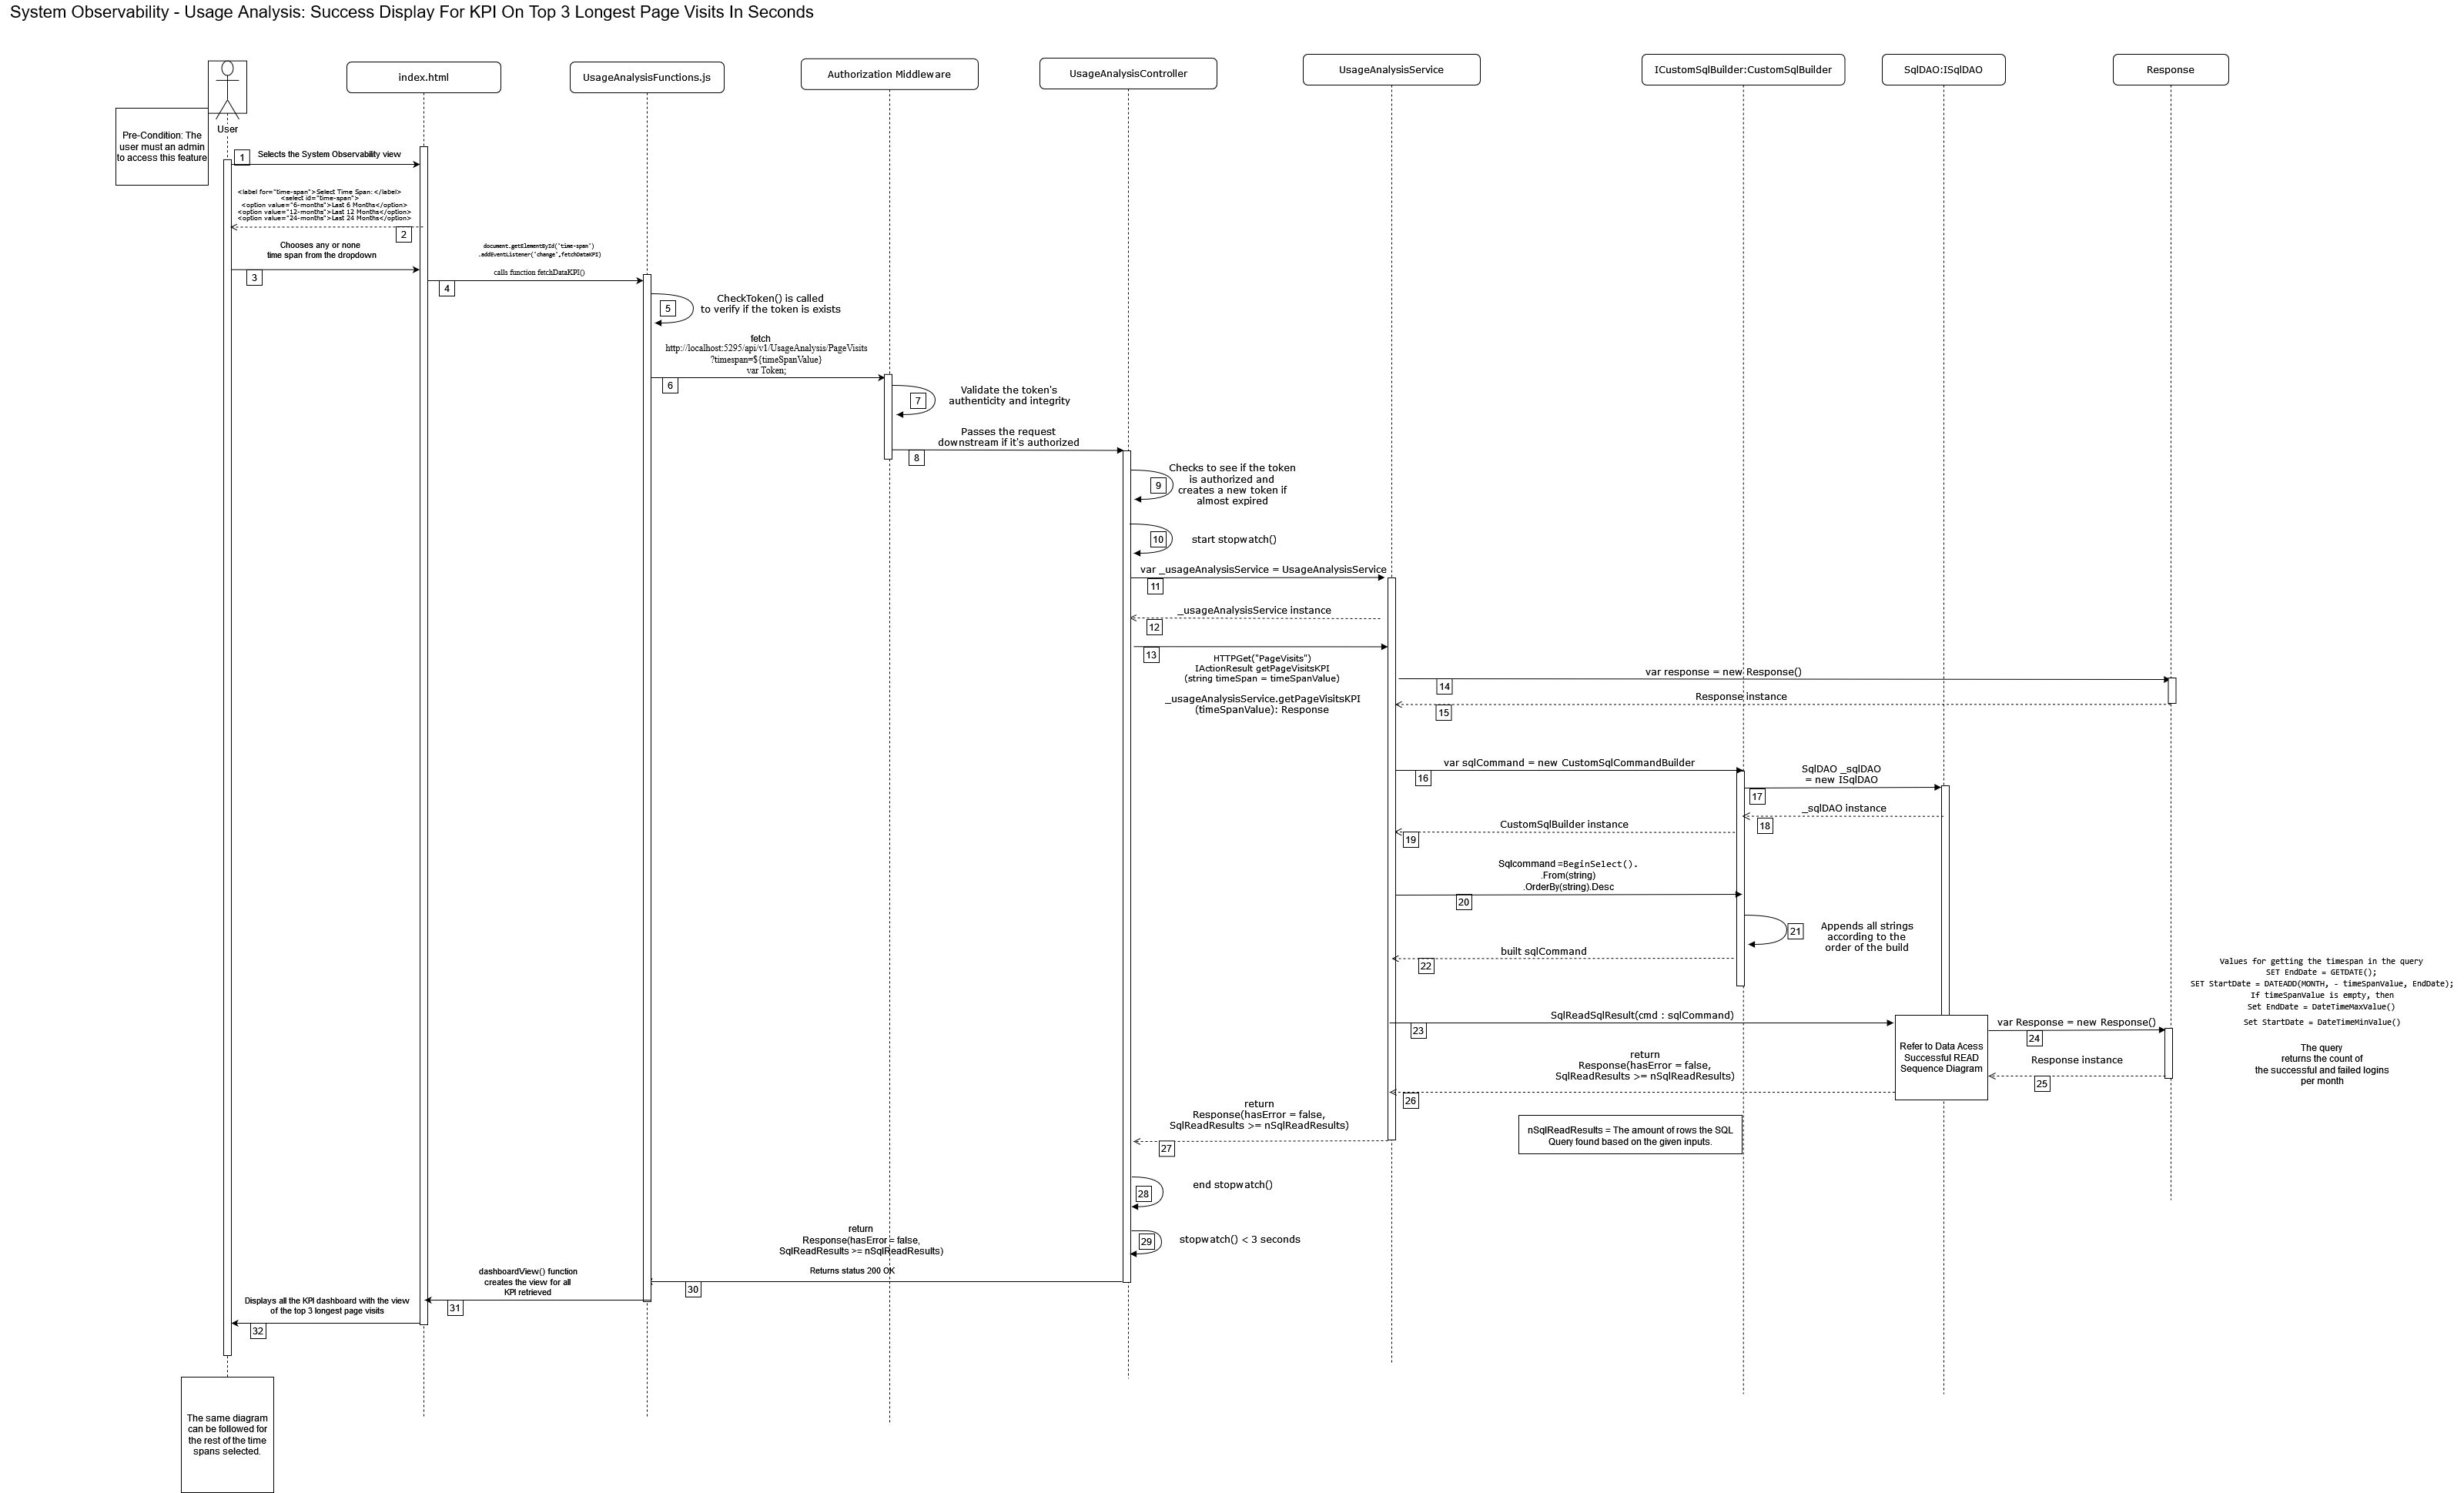 System Observability - Usage Analysis: Success Display For KPI On Top 3 Longest Page Visits In Seconds
User
index.html
UsageAnalysisFunctions.js
Authorization Middleware
UsageAnalysisController
UsageAnalysisService
ICustomSqlBuilder:CustomSqlBuilder
SqlDAO:ISqlDAO
Response
Pre-Condition: The
user must an admin
to access this feature
1
Selects the System Observability view
<label for="time-span">Select Time Span:</label>
<select id="time-span">
<option value="6-months">Last 6 Months</option>
<option value="12-months">Last 12 Months</option>
<option value="24-months">Last 24 Months</option>
2
Chooses any or none
time span from the dropdown
3
document.getElementById('time-span')
.addEventListener('change',fetchDataKPI)
calls function fetchDataKPI()
4
5
CheckToken() is called
to verify if the token is exists
fetch
http://localhost:5295/api/v1/UsageAnalysis/PageVisits
?timespan=${timeSpanValue}
var Token;
6
7
Validate the token's
authenticity and integrity
Passes the request
downstream if it's authorized
8
9
Checks to see if the token
is authorized and
creates a new token if
almost expired
10
start stopwatch()
var _usageAnalysisService = UsageAnalysisService
11
_usageAnalysisService instance
12
13
HTTPGet("PageVisits")
IActionResult getPageVisitsKPI
(string timeSpan = timeSpanValue)
_usageAnalysisService.getPageVisitsKPI
(timeSpanValue): Response
var response = new Response()
14
Response instance
15
var sqlCommand = new CustomSqlCommandBuilder
16
SqlDAO _sqlDAO
= new ISqlDAO
17
_sqlDAO instance
18
CustomSqlBuilder instance
19
Sqlcommand =BeginSelect().
.From(string)
.OrderBy(string).Desc
20
21
Appends all strings
according to the
order of the build
built sqlCommand
22
Values for getting the timespan in the query
SET EndDate = GETDATE();
SET StartDate = DATEADD(MONTH, - timeSpanValue, EndDate);
If timeSpanValue is empty, then
Set EndDate = DateTimeMaxValue()
Set StartDate = DateTimeMinValue()
The query
returns the count of
the successful and failed logins
per month
SqlReadSqlResult(cmd : sqlCommand)
23
Refer to Data Acess
Successful READ
Sequence Diagram
var Response = new Response()
24
Response instance
25
return
Response(hasError = false,
SqlReadResults >= nSqlReadResults)
26
nSqlReadResults = The amount of rows the SQL
Query found based on the given inputs.
return
Response(hasError = false,
SqlReadResults >= nSqlReadResults)
27
28
end stopwatch()
29
stopwatch() < 3 seconds
return
Response(hasError = false,
SqlReadResults >= nSqlReadResults)
Returns status 200 OK
30
dashboardView() function
creates the view for all
KPI retrieved
31
Displays all the KPI dashboard with the view
of the top 3 longest page visits
32
The same diagram
can be followed for
the rest of the time
spans selected.